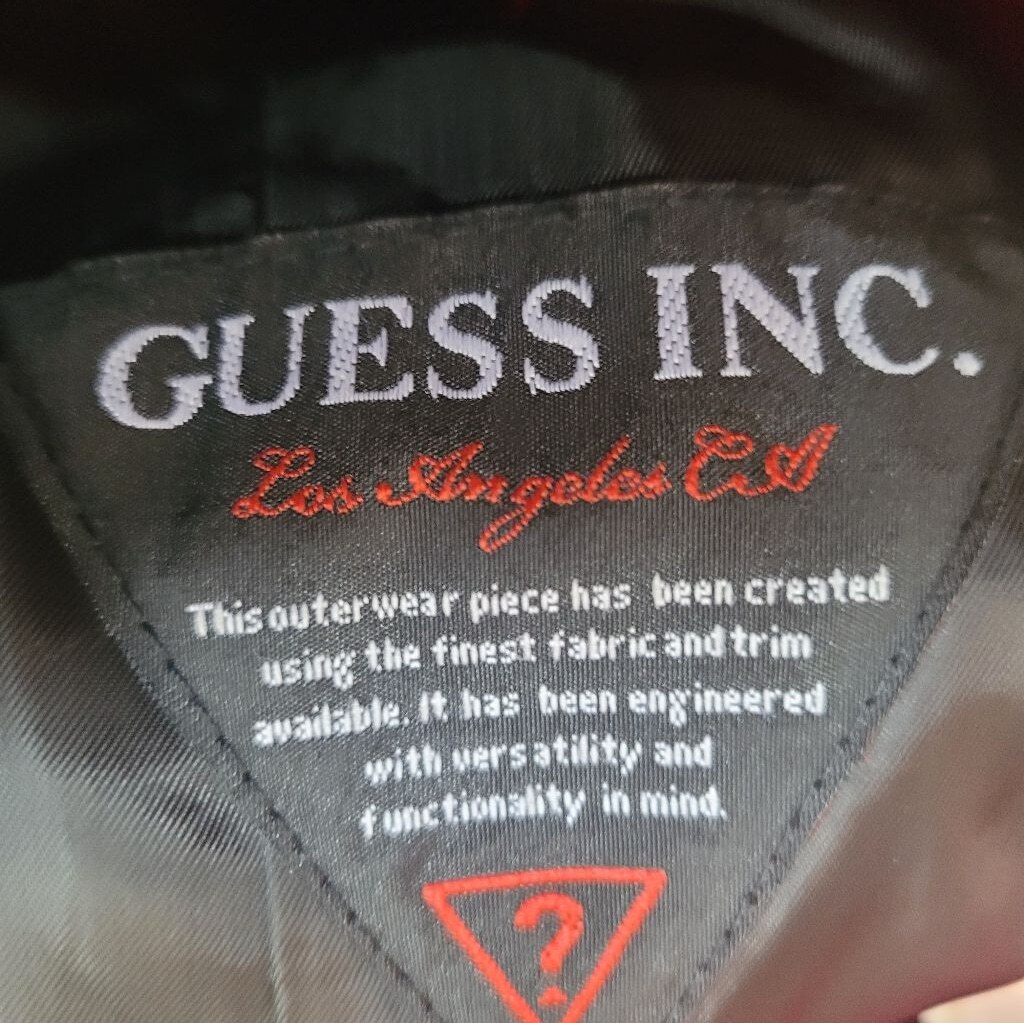 GUESS INC.
Los Angeles CA
This outerwear piece has been created
using the finest fabric and trim
available. It has been engineered
with versatility and
functionality in mind.
?